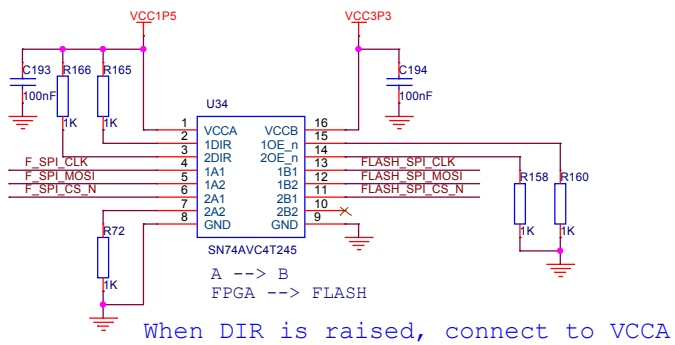 VCC1P5 VCC3P3
C193 R166 R165 C194
100nF 100nF
U34
1K 1K
1 VCCA VCCB 16
2 1DIR 1OE_n 15
3 2DIR 2OE_n 14
F_SPI_CLK 4 1A1 1B1 13 FLASH_SPI_CLK
F_SPI_MOSI 5 1A2 1B2 12 FLASH_SPI_MOSI
F_SPI_CS_N 6 2A1 2B1 11 FLASH_SPI_CS_N
7 2A2 2B2 10
8 GND GND 9
R158 R160
R72
1K 1K
1K
SN74AVC4T245
A --> B
FPGA --> FLASH
When DIR is raised, connect to VCCA